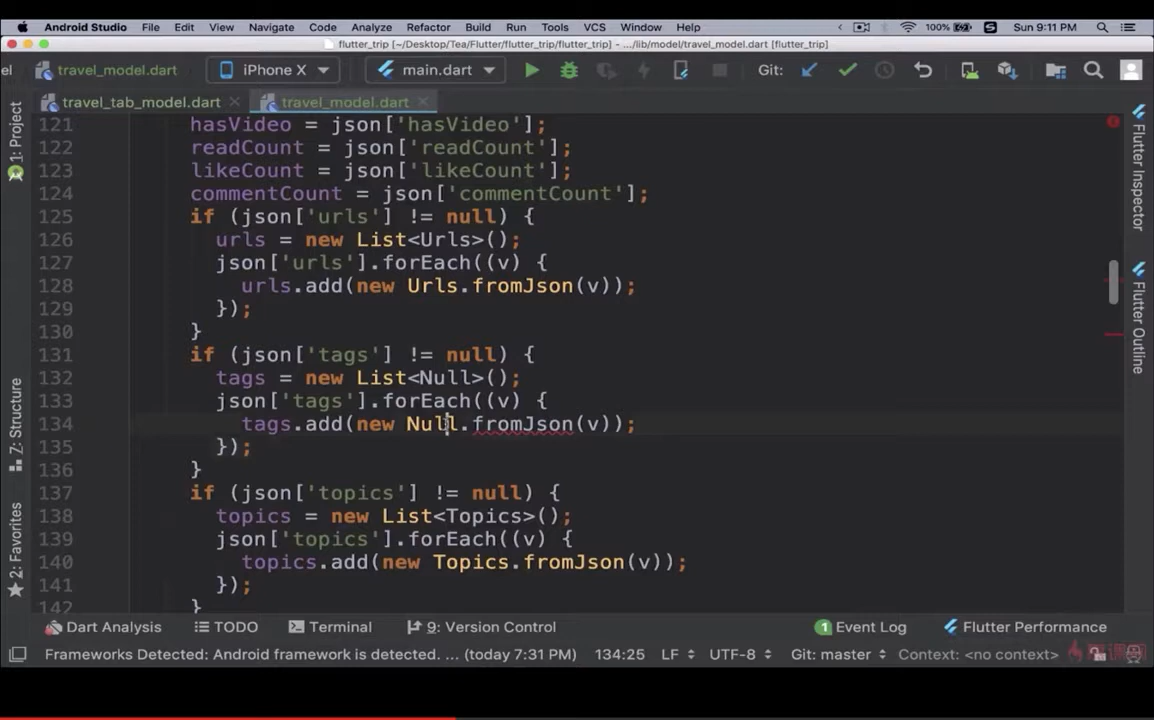 Android Studio File Edit View Navigate Code Analyze Refactor Build Run Tools VCS Window Help 100% Sun 9:11 PM
flutter_trip [~/Desktop/Tea/Flutter/flutter_trip/flutter_trip] - .../lib/model/travel_model.dart [flutter_trip]
el travel_model.dart iPhone X main.dart Git:
travel_tab_model.dart travel_model.dart
1: Project
Z: Structure
2: Favorites
121 hasVideo = json['hasVideo'];
122 readCount = json['readCount'];
123 likeCount = json['likeCount'];
124 commentCount = json['commentCount'];
125 if (json['urls'] != null) {
126 urls = new List<Urls>();
127 json['urls'].forEach((v) {
128 urls.add(new Urls.fromJson(v));
129 });
130 }
131 if (json['tags'] != null) {
132 tags = new List<Null>();
133 json['tags'].forEach((v) {
134 tags.add(new Null.fromJson(v));
135 });
136 }
137 if (json['topics'] != null) {
138 topics = new List<Topics>();
139 json['topics'].forEach((v) {
140 topics.add(new Topics.fromJson(v));
141 });
142 }
Flutter Inspector
Flutter Outline
Dart Analysis TODO Terminal 9: Version Control 1 Event Log Flutter Performance
Frameworks Detected: Android framework is detected. ... (today 7:31 PM) 134:25 LF UTF-8 Git: master Context: <no context>